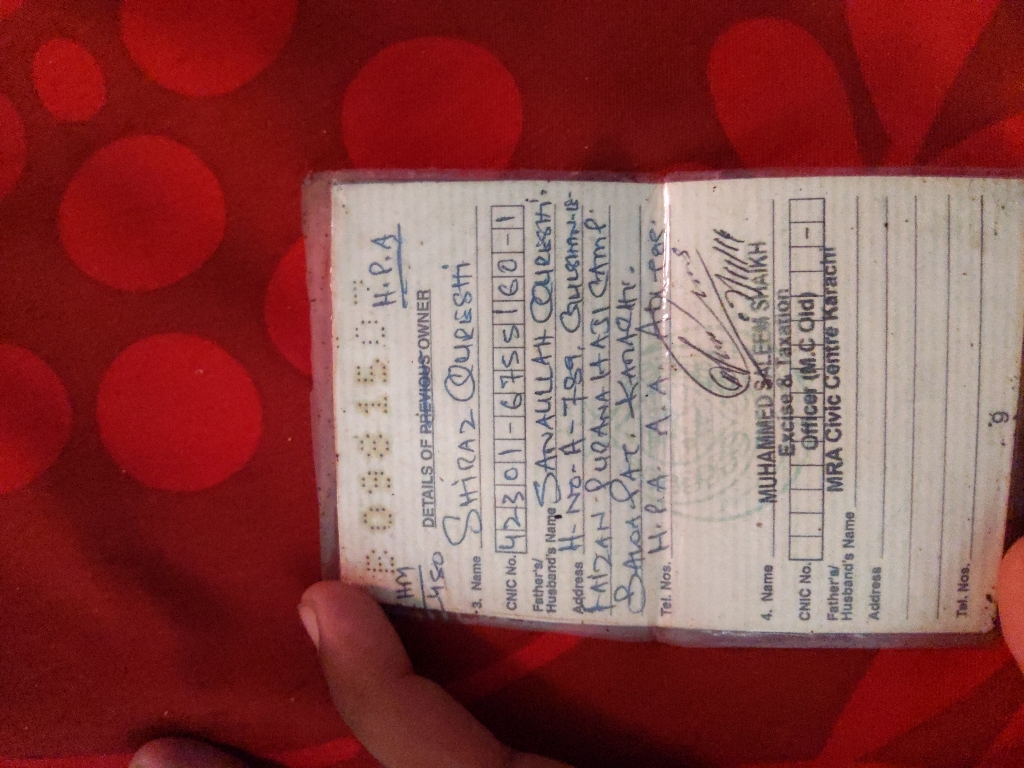 H.P.A
HM
450
DETAILS OF PREVIOUS OWNER
3. Name SHIRAZ QURESHI
CNIC No. 42301-6755160-1
Father's/
Husband's Name SANAULLAH QURESHI,
Address H-NO-A-789, GULSHAN-E-
FAIZAN PURANA HAJI CAMP.
KARACHI.
Tel. Nos. H.P.A. A.A.
4. Name MUHAMMED SALEEM SHAIKH
Excise & Taxation
CNIC No. - Officer (M.C Old)
Father's/ MRA Civic Centre Karachi
Husband's Name
Address
Tel. Nos.
9